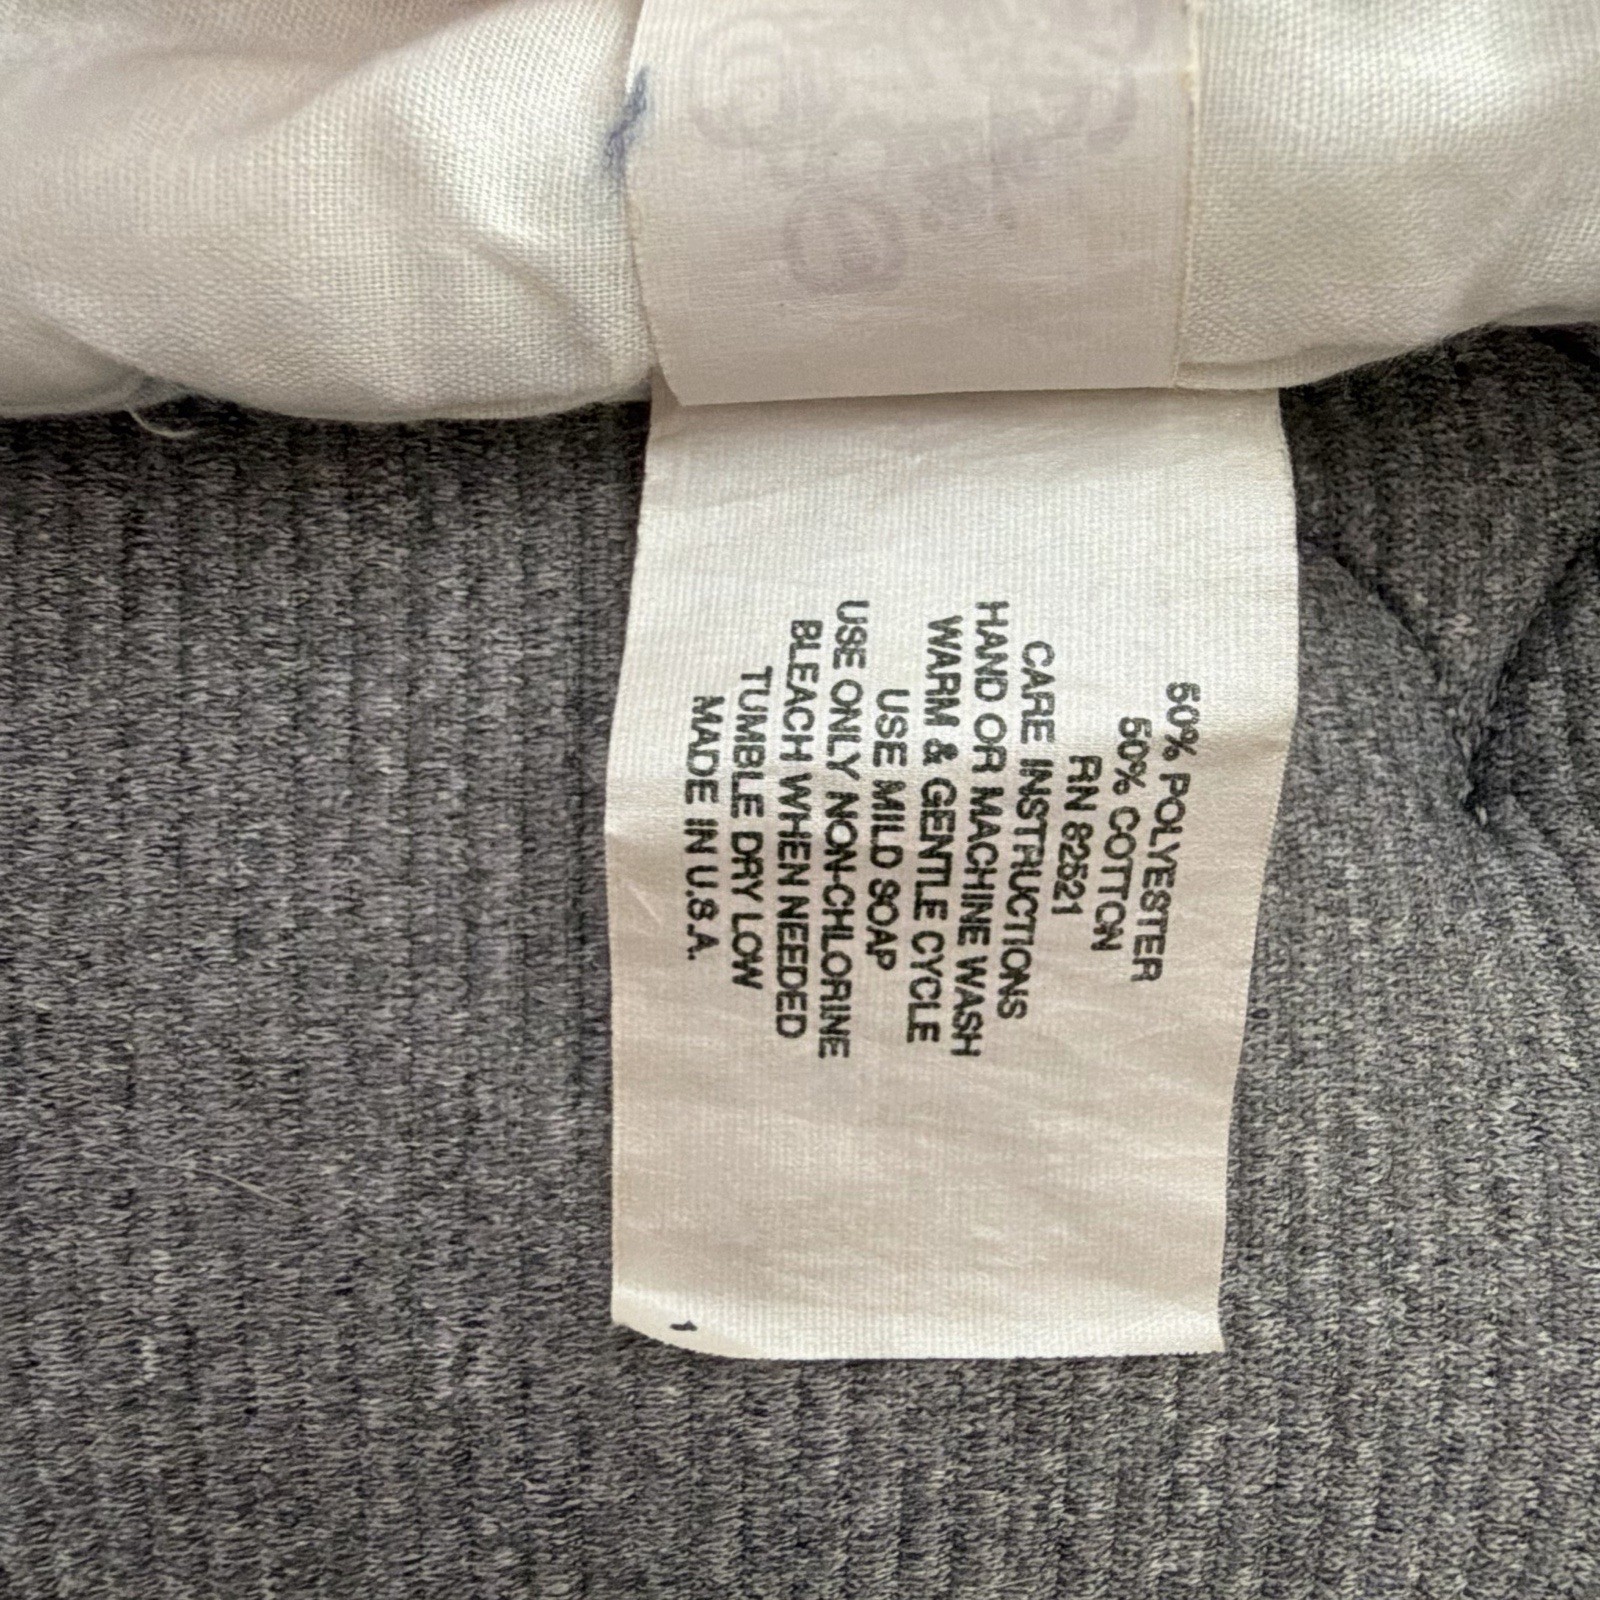 50% POLYESTER
50% COTTON
RN 82521
CARE INSTRUCTIONS
HAND OR MACHINE WASH
WARM & GENTLE CYCLE
USE MILD SOAP
USE ONLY NON-CHLORINE
BLEACH WHEN NEEDED
TUMBLE DRY LOW
MADE IN U.S.A.